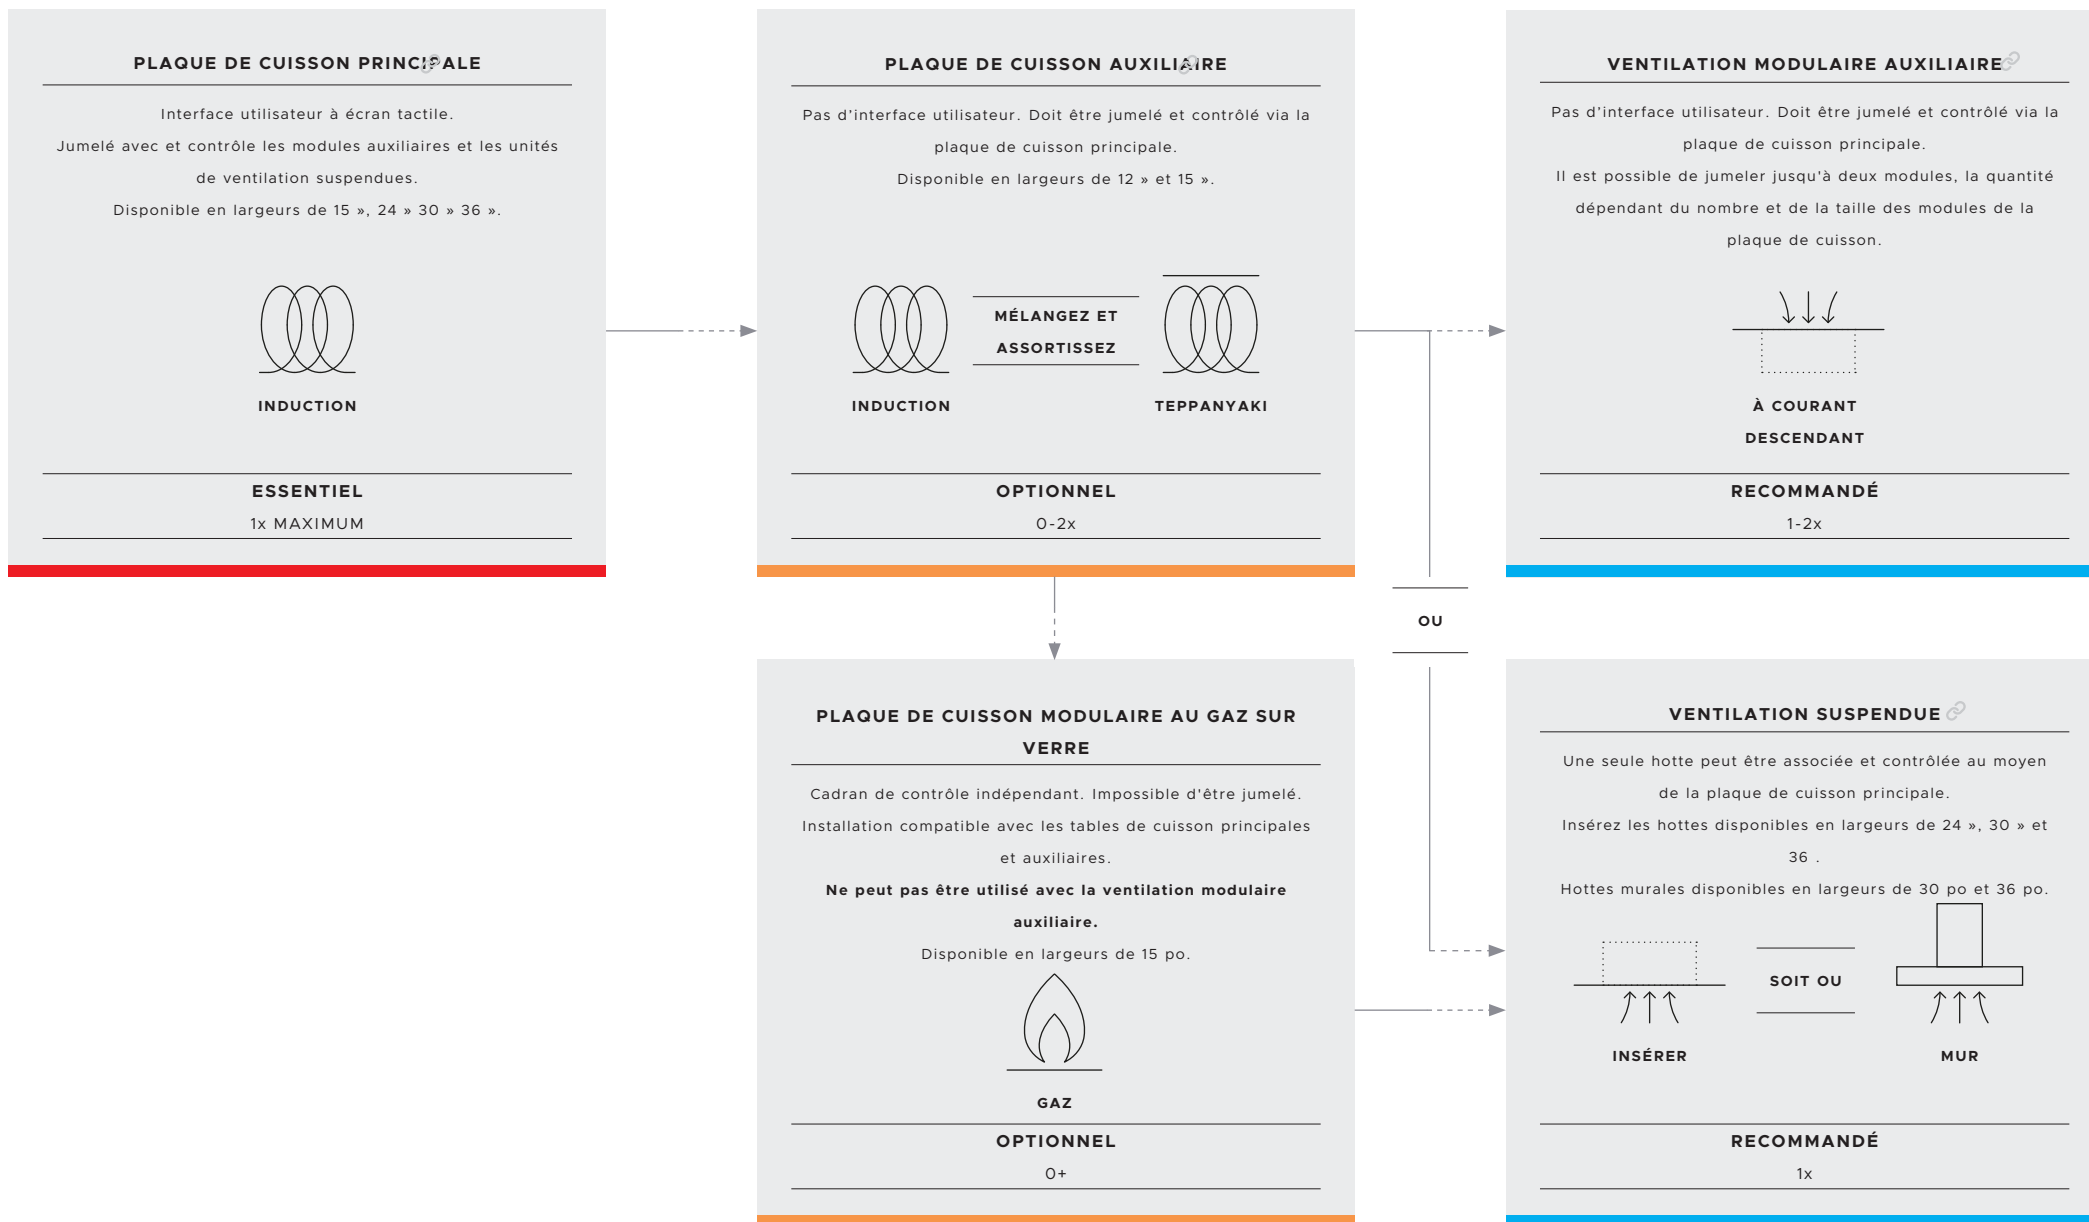 PLAQUE DE CUISSON PRINCIPALE
Interface utilisateur à écran tactile.
Jumelé avec et contrôle les modules auxiliaires et les unités
de ventilation suspendues.
Disponible en largeurs de 15 », 24 » 30 » 36 ».
INDUCTION
ESSENTIEL
1x MAXIMUM
PLAQUE DE CUISSON AUXILIAIRE
Pas d'interface utilisateur. Doit être jumelé et contrôlé via la
plaque de cuisson principale.
Disponible en largeurs de 12 » et 15 ».
MÉLANGEZ ET
ASSORTISSEZ
INDUCTION
TEPPANYAKI
OPTIONNEL
0-2x
VENTILATION MODULAIRE AUXILIAIRE
Pas d'interface utilisateur. Doit être jumelé et contrôlé via la
plaque de cuisson principale.
Il est possible de jumeler jusqu'à deux modules, la quantité
dépendant du nombre et de la taille des modules de la
plaque de cuisson.
À COURANT
DESCENDANT
RECOMMANDÉ
1-2x
OU
PLAQUE DE CUISSON MODULAIRE AU GAZ SUR
VERRE
Cadran de contrôle indépendant. Impossible d'être jumelé.
Installation compatible avec les tables de cuisson principales
et auxiliaires.
Ne peut pas être utilisé avec la ventilation modulaire
auxiliaire.
Disponible en largeurs de 15 po.
GAZ
OPTIONNEL
0+
VENTILATION SUSPENDUE
Une seule hotte peut être associée et contrôlée au moyen
de la plaque de cuisson principale.
Insérez les hottes disponibles en largeurs de 24 », 30 » et
36 .
Hottes murales disponibles en largeurs de 30 po et 36 po.
SOIT OU
INSÉRER
MUR
RECOMMANDÉ
1x